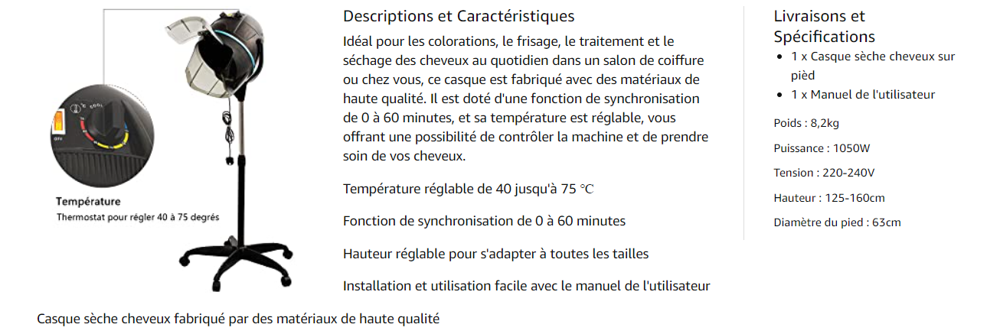 Descriptions et Caractéristiques
Idéal pour les colorations, le frisage, le traitement et le
séchage des cheveux au quotidien dans un salon de coiffure
ou chez vous, ce casque est fabriqué avec des matériaux de
haute qualité. Il est doté d'une fonction de synchronisation
de 0 à 60 minutes, et sa température est réglable, vous
offrant une possibilité de contrôler la machine et de prendre
soin de vos cheveux.
Température réglable de 40 jusqu'à 75 ℃
Fonction de synchronisation de 0 à 60 minutes
Hauteur réglable pour s'adapter à toutes les tailles
Installation et utilisation facile avec le manuel de l'utilisateur
°C COOL
OFF
Température
Thermostat pour régler 40 à 75 degrés
Casque sèche cheveux fabriqué par des matériaux de haute qualité
Livraisons et
Spécifications
• 1 x Casque sèche cheveux sur
pièd
• 1 x Manuel de l'utilisateur
Poids : 8,2kg
Puissance : 1050W
Tension : 220-240V
Hauteur : 125-160cm
Diamètre du pied : 63cm